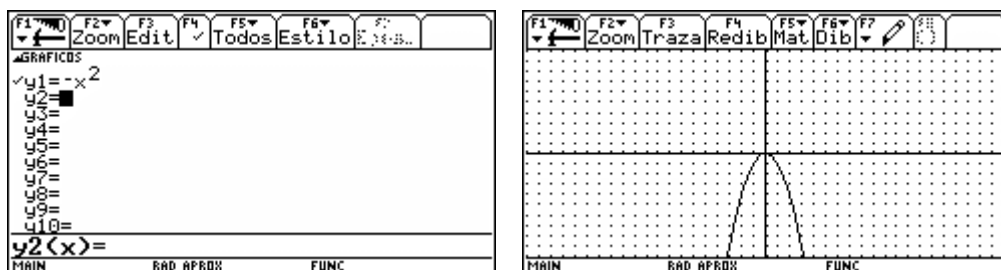 F1 F2 F3 F4 F5 F6 F7
Zoom Edit ✓ Todos Estilo
GRAFICOS
✓y1=-x²
y2=
y3=
y4=
y5=
y6=
y7=
y8=
y9=
y10=
y2(x)=
MAIN RAD APROX FUNC
F1 F2 F3 F4 F5 F6 F7
Zoom Traza Redib Mat Dib
MAIN RAD APROX FUNC